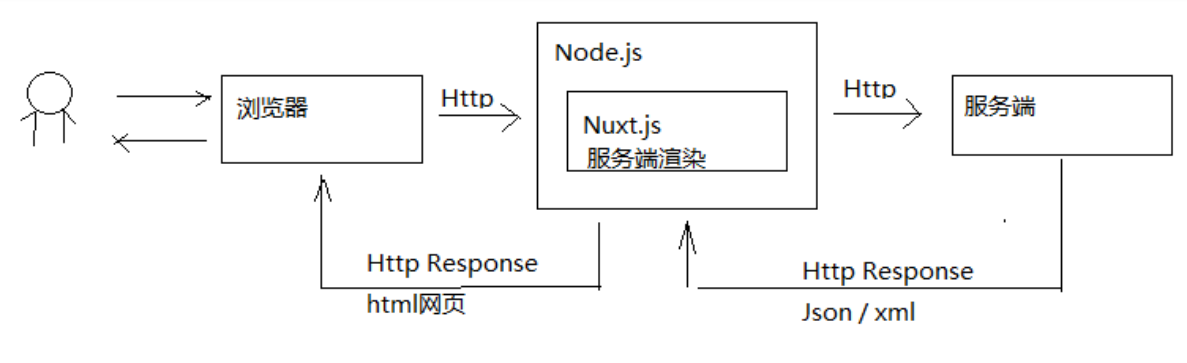 Node.js
浏览器
Http
Nuxt.js
服务端渲染
Http
服务端
Http Response
html网页
Http Response
Json / xml